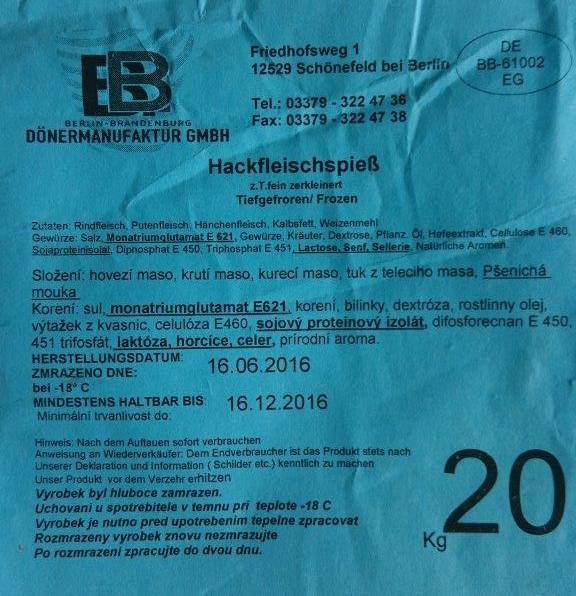 Friedhofsweg 1
12529 Schönefeld bei Berlin
Tel.: 03379 - 322 47 36
Fax: 03379 - 322 47 38
DE
BB-61002
EG
BB
BERLIN-BRANDENBURG
DÖNERMANUFAKTUR GMBH
Hackfleischspieß
z.T.fein zerkleinert
Tiefgefroren/ Frozen
Zutaten: Rindfleisch, Putenfleisch, Hänchenfleisch, Kalbsfett, Weizenmehl
Gewürze: Salz, Monatriumglutamat E 621, Gewürze, Kräuter, Dextrose, Pflanz. Öl, Hefeextrakt, Cellulose E 460,
Sojaproteinisolat, Diphosphat E 450, Triphosphat E 451, Lactose, Senf, Sellerie, Natürliche Aromen.
Složení: hovezí maso, krutí maso, kurecí maso, tuk z teleciho masa, Pšenichá
mouka
Korení: sul, monatriumglutamat E621, korení, bilinky, dextróza, rostlinny olej,
výtažek z kvasnic, celulóza E460, sojový proteinový izolát, difosforecnan E 450,
451 trifosfát, laktóza, horcíce, celer, prírodní aroma.
HERSTELLUNGSDATUM:
ZMRAZENO DNE: 16.06.2016
bei -18° C
MINDESTENS HALTBAR BIS: 16.12.2016
Minimální trvanlivost do:
Hinweis: Nach dem Auftauen sofort verbrauchen
Anweisung an Wiederverkäufer: Dem Endverbraucher ist das Produkt stets nach
Unserer Deklaration und Information ( Schilder etc.) kenntlich zu machen
Unser Produkt vor dem Verzehr erhitzen
Vyrobek byl hluboce zamrazen.
Uchovani u spotrebitele v temnu pri teplote -18 C
Vyrobek je nutno pred upotrebenim tepelne zpracovat
Rozmrazeny vyrobek znovu nezmrazujte
Po rozmrazení zpracujte do dvou dnu.
Kg 20